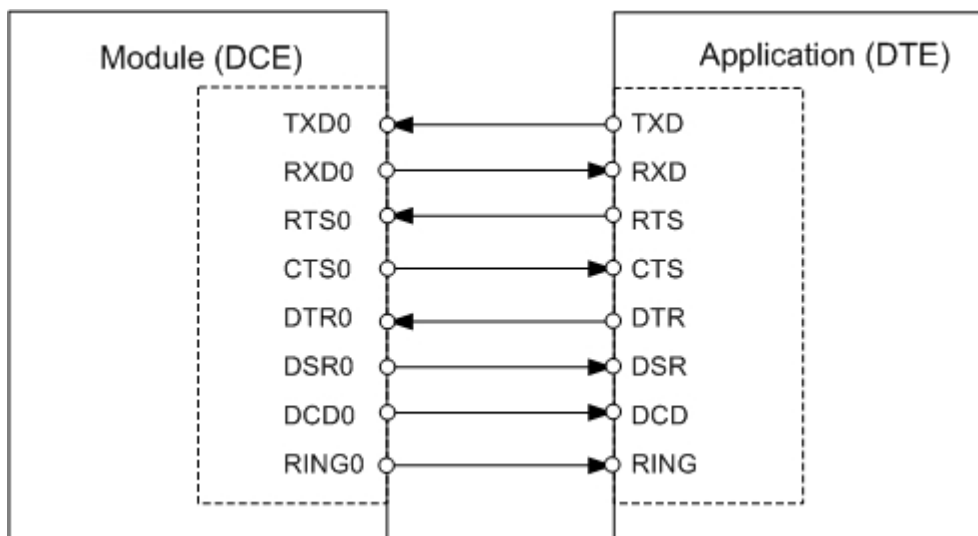 Module (DCE)
Application (DTE)
TXD0
TXD
RXD0
RXD
RTS0
RTS
CTS0
CTS
DTR0
DTR
DSR0
DSR
DCD0
DCD
RING0
RING